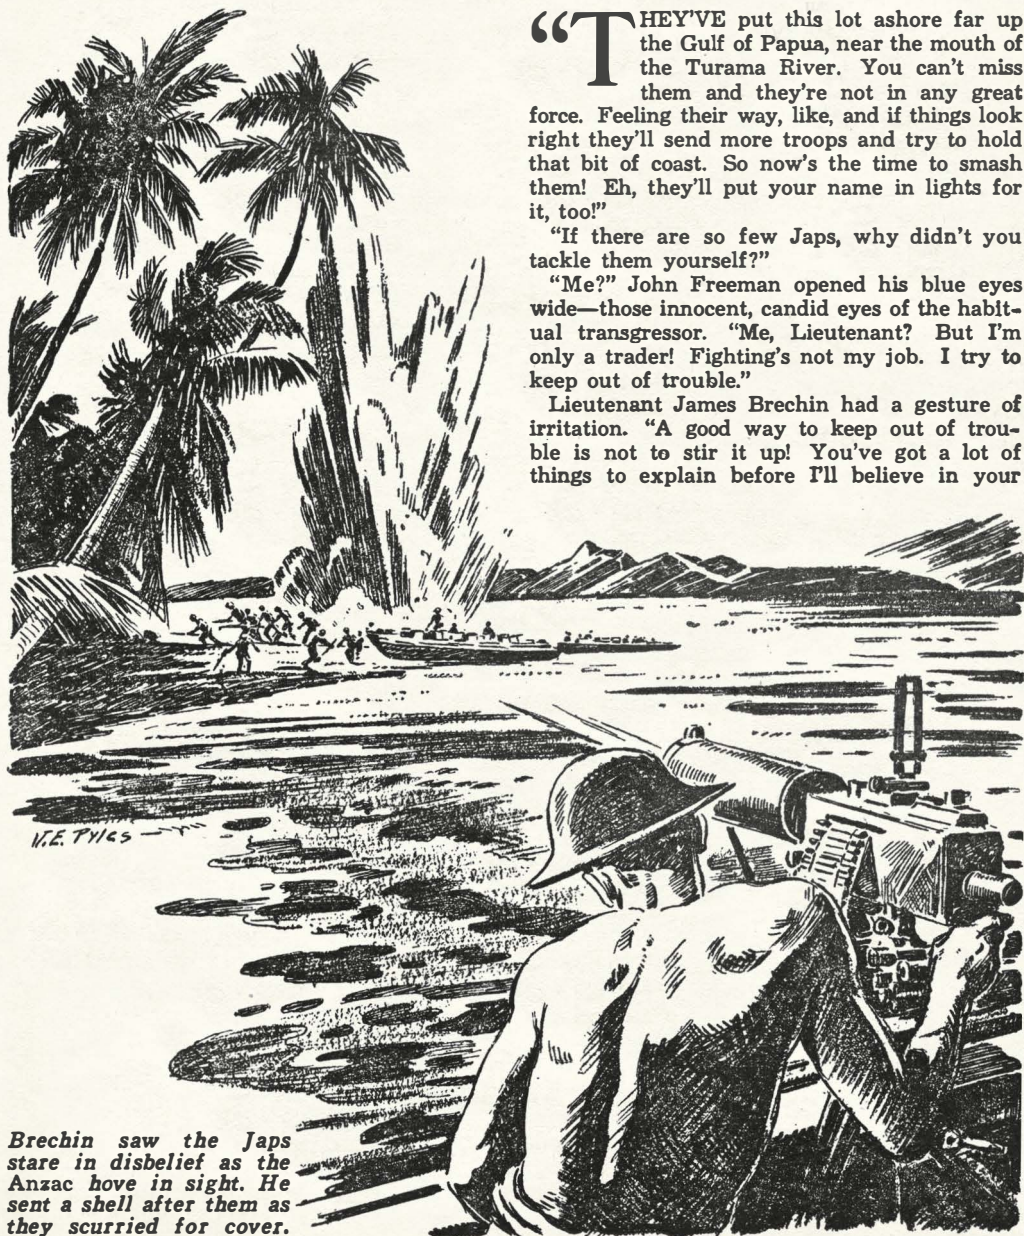 “THEY’VE put this lot ashore far up
the Gulf of Papua, near the mouth of
the Turama River. You can’t miss
them and they’re not in any great
force. Feeling their way, like, and if things look
right they’ll send more troops and try to hold
that bit of coast. So now’s the time to smash
them! Eh, they’ll put your name in lights for
it, too!”
“If there are so few Japs, why didn’t you
tackle them yourself?”
“Me?” John Freeman opened his blue eyes
wide—those innocent, candid eyes of the habit-
ual transgressor. “Me, Lieutenant? But I’m
only a trader! Fighting’s not my job. I try to
keep out of trouble.”
Lieutenant James Brechin had a gesture of
irritation. “A good way to keep out of trou-
ble is not to stir it up! You’ve got a lot of
things to explain before I’ll believe in your
V.E. PYLES
Brechin saw the Japs
stare in disbelief as the
Anzac hove in sight. He
sent a shell after them as
they scurried for cover.